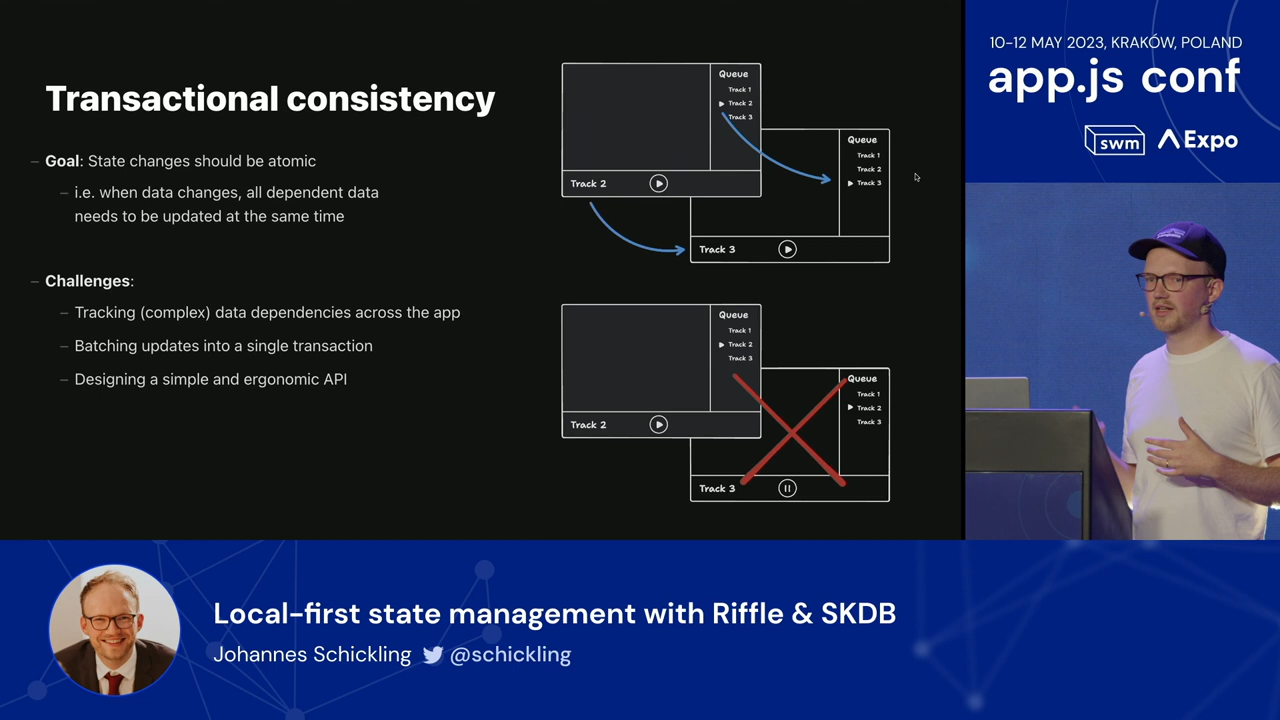 Transactional consistency
– Goal: State changes should be atomic
– i.e. when data changes, all dependent data
needs to be updated at the same time
– Challenges:
– Tracking (complex) data dependencies across the app
– Batching updates into a single transaction
– Designing a simple and ergonomic API
Queue
Track 1
Track 2
Track 3
Track 2
Queue
Track 1
Track 2
Track 3
Track 3
Queue
Track 1
Track 2
Track 3
Track 2
Queue
Track 1
Track 2
Track 3
Track 3
10–12 MAY 2023, KRAKÓW, POLAND
app.js conf
swm Expo
Local-first state management with Riffle & SKDB
Johannes Schickling @schickling